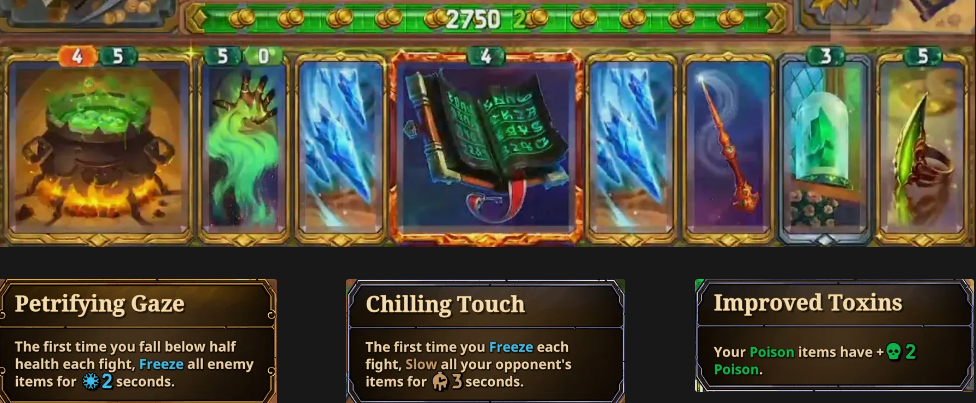 2750 2
4 5 5 0 4 3 5
Petrifying Gaze
The first time you fall below half
health each fight, Freeze all enemy
items for 2 seconds.
Chilling Touch
The first time you Freeze each
fight, Slow all your opponent's
items for 3 seconds.
Improved Toxins
Your Poison items have + 2
Poison.